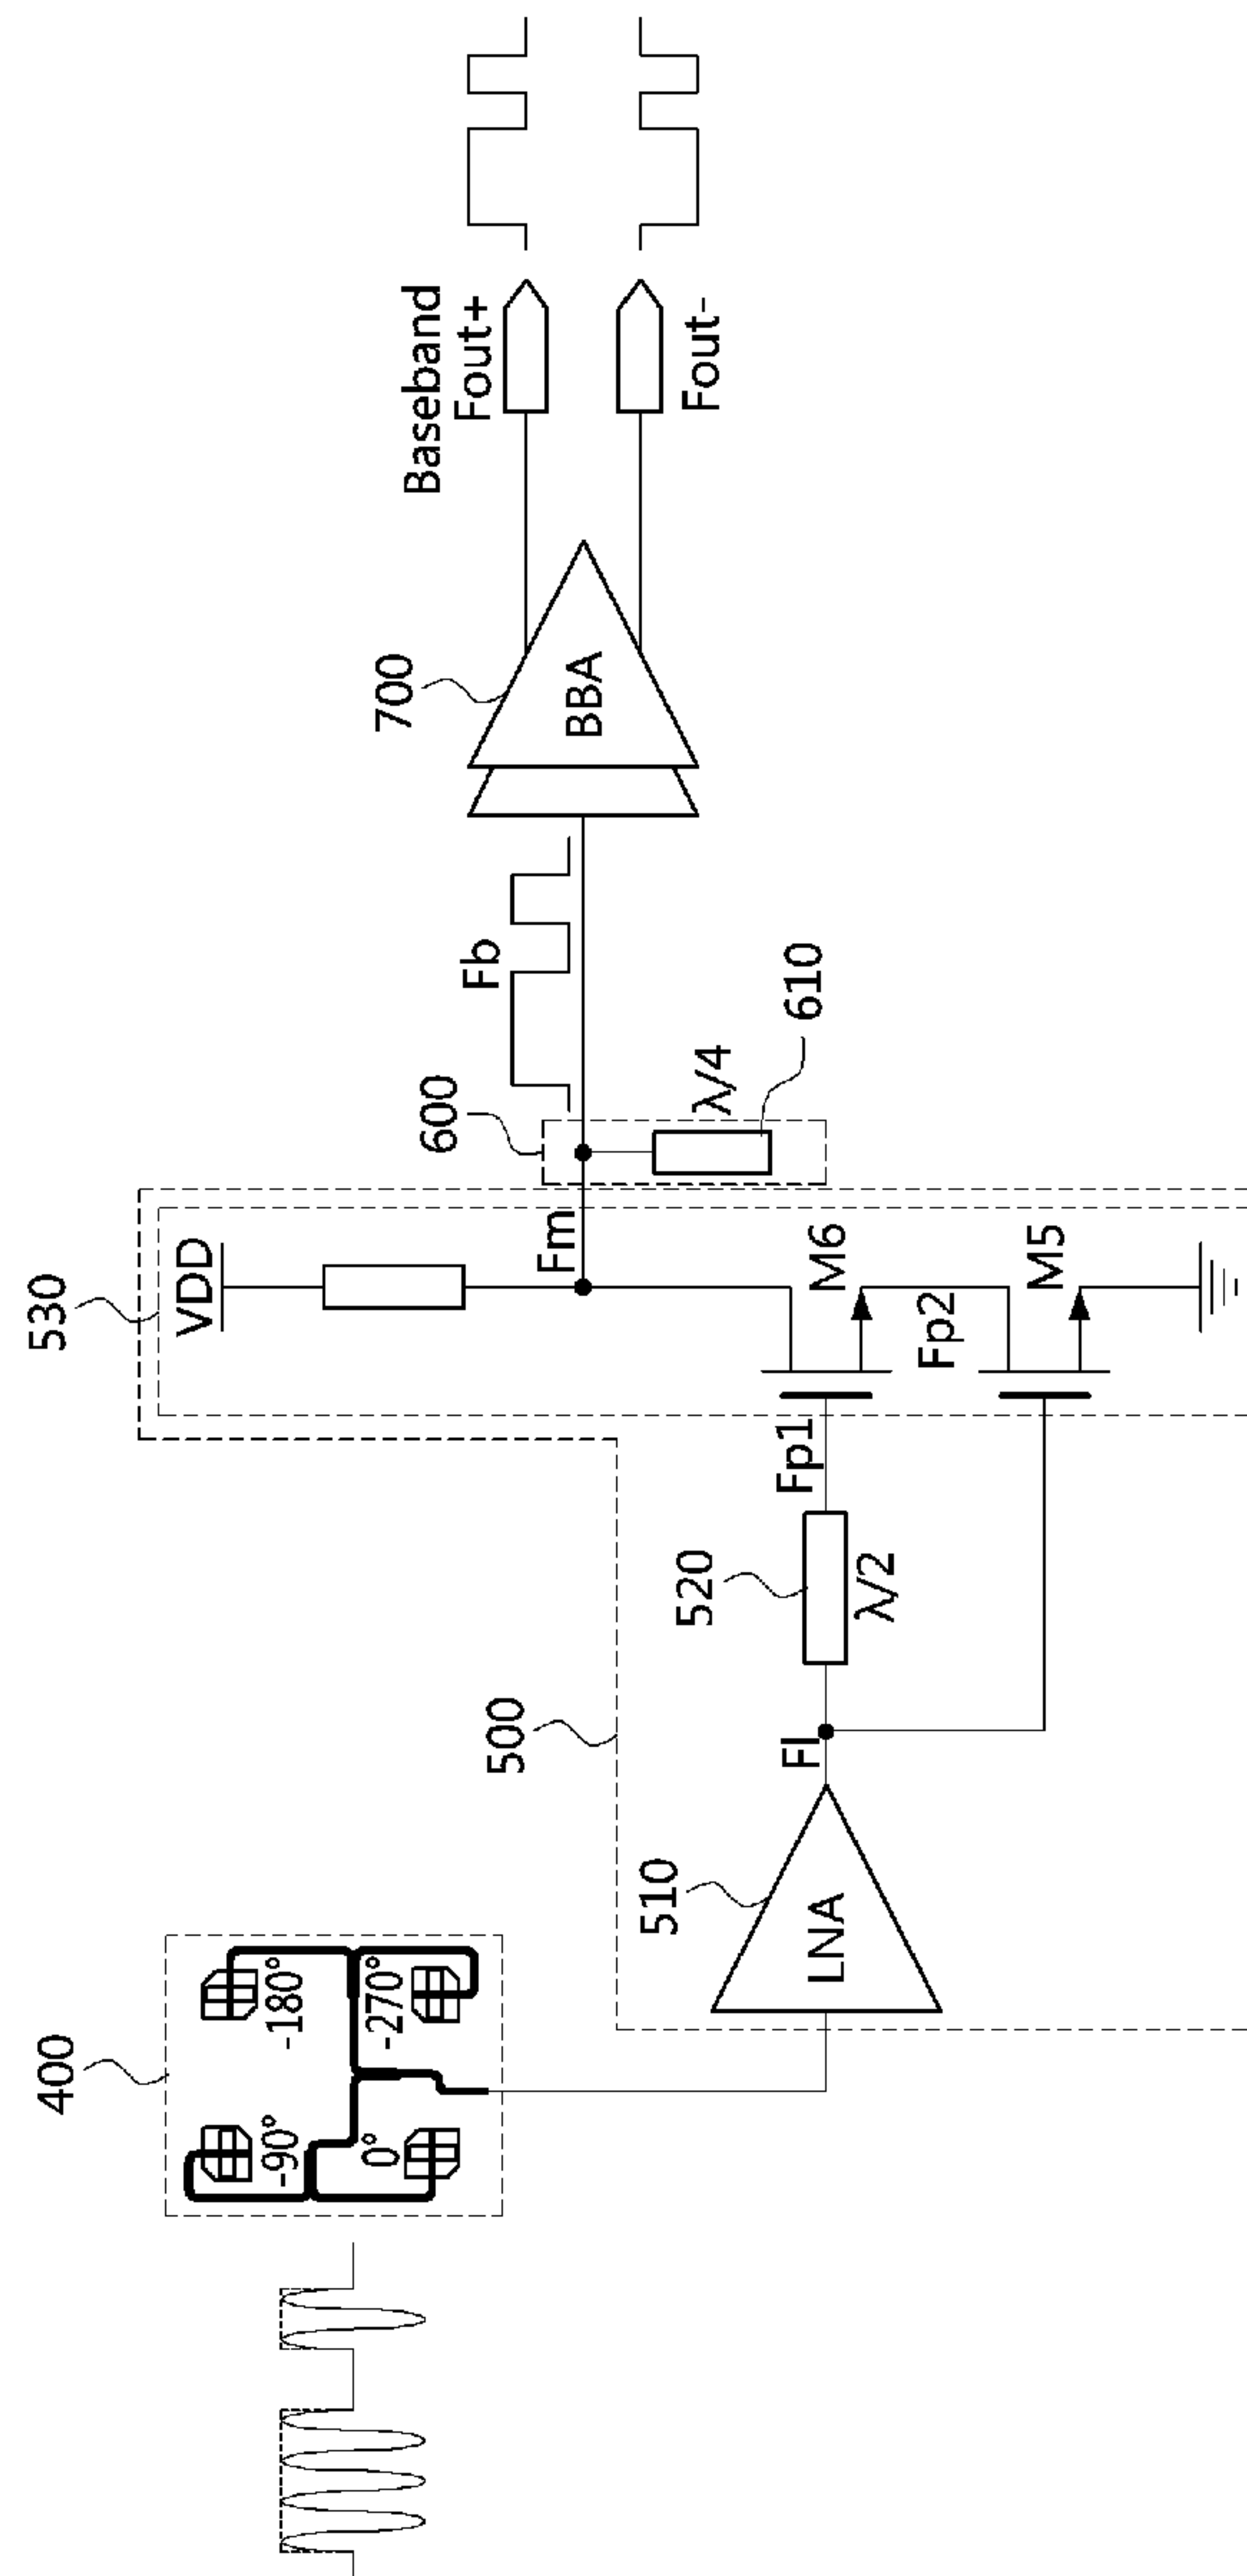 400
-90°
-180°
0°
-270°
500
510
LNA
Fl
520
λ/2
Fp1
530
VDD
Fm
M6
Fp2
M5
600
λ/4
610
Fb
700
BBA
Baseband
Fout+
Fout-